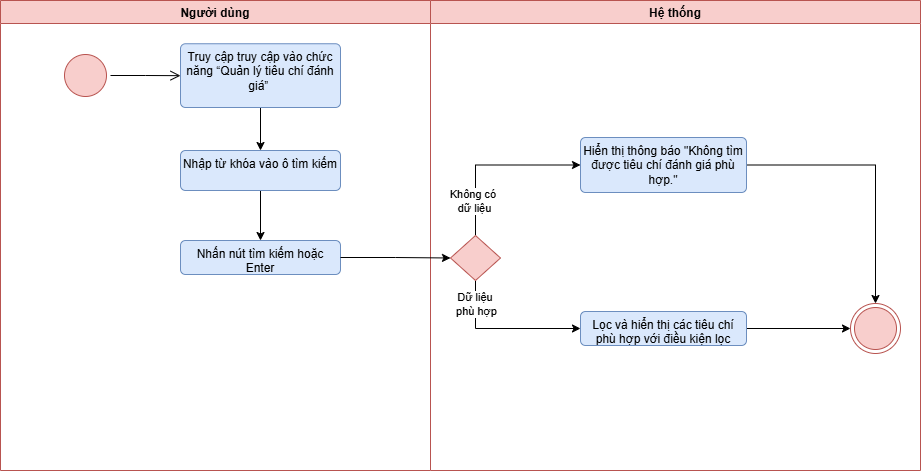 Người dùng
Hệ thống
Truy cập truy cập vào chức
năng “Quản lý tiêu chí đánh
giá”
Nhập từ khóa vào ô tìm kiếm
Nhấn nút tìm kiếm hoặc
Enter
Không có
dữ liệu
Dữ liệu
phù hợp
Hiển thị thông báo "Không tìm
được tiêu chí đánh giá phù
hợp."
Lọc và hiển thị các tiêu chí
phù hợp với điều kiện lọc